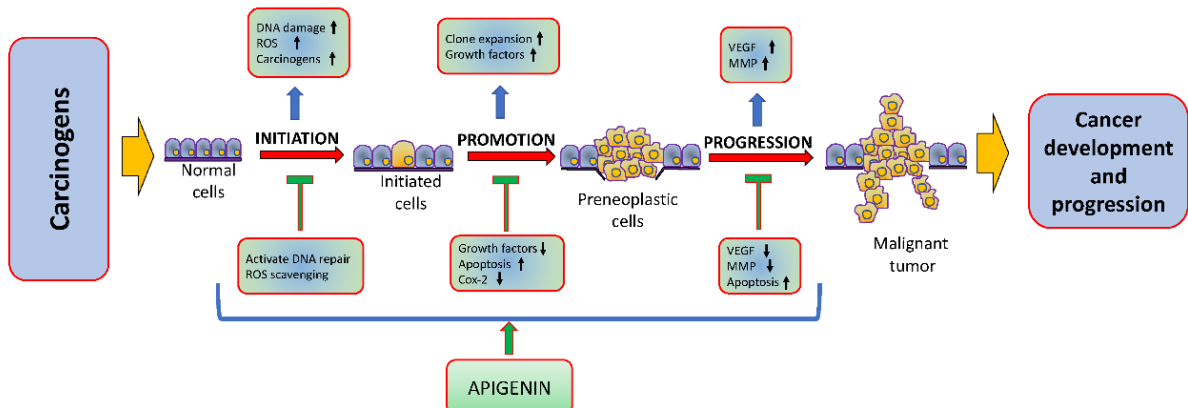 Carcinogens
DNA damage ↑
ROS ↑
Carcinogens ↑
Clone expansion ↑
Growth factors ↑
VEGF ↑
MMP ↑
INITIATION
PROMOTION
PROGRESSION
Normal
cells
Initiated
cells
Preneoplastic
cells
Malignant
tumor
Cancer
development
and
progression
Activate DNA repair
ROS scavenging
Growth factors ↓
Apoptosis ↑
Cox-2 ↓
VEGF ↓
MMP ↓
Apoptosis ↑
APIGENIN